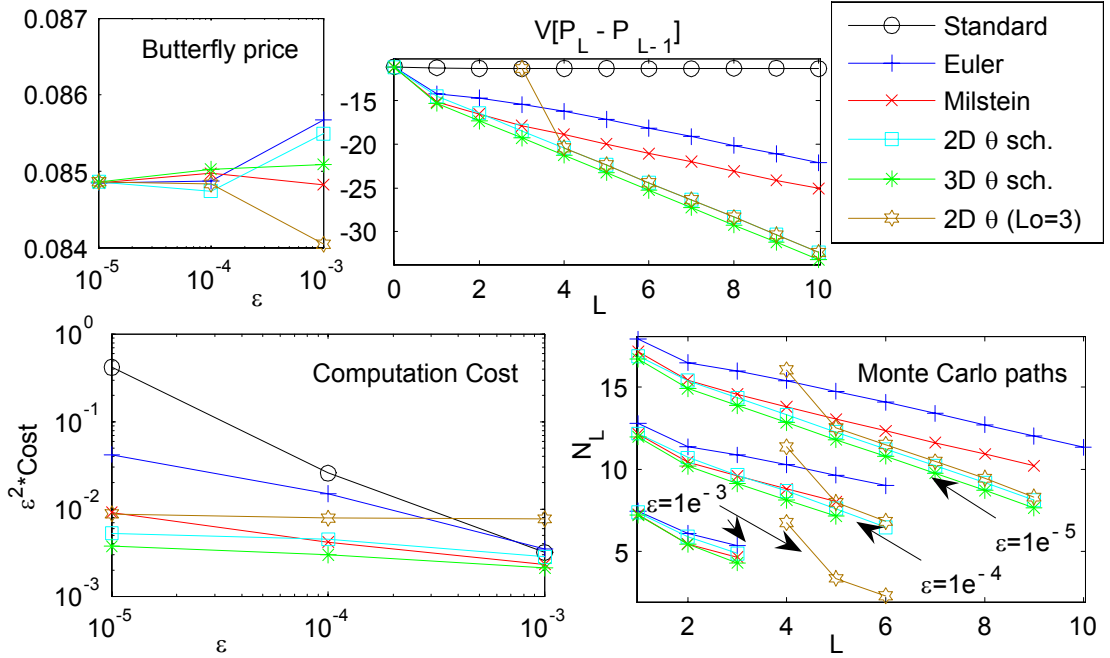 Butterfly price
0.087
0.086
0.085
0.084
10^-5
10^-4
10^-3
ε
V[P_L - P_L-1]
-15
-20
-25
-30
0
2
4
6
8
10
L
Standard
Euler
Milstein
2D θ sch.
3D θ sch.
2D θ (Lo=3)
Computation Cost
ε^2*Cost
10^0
10^-1
10^-2
10^-3
10^-5
10^-4
10^-3
ε
Monte Carlo paths
N_L
15
10
5
ε=1e^-3
ε=1e^-5
ε=1e^-4
2
4
6
8
10
L